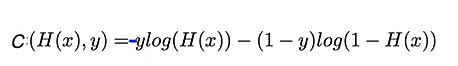 C:(H(x), y) = -ylog(H(x)) − (1 − y)log(1 − H(x))